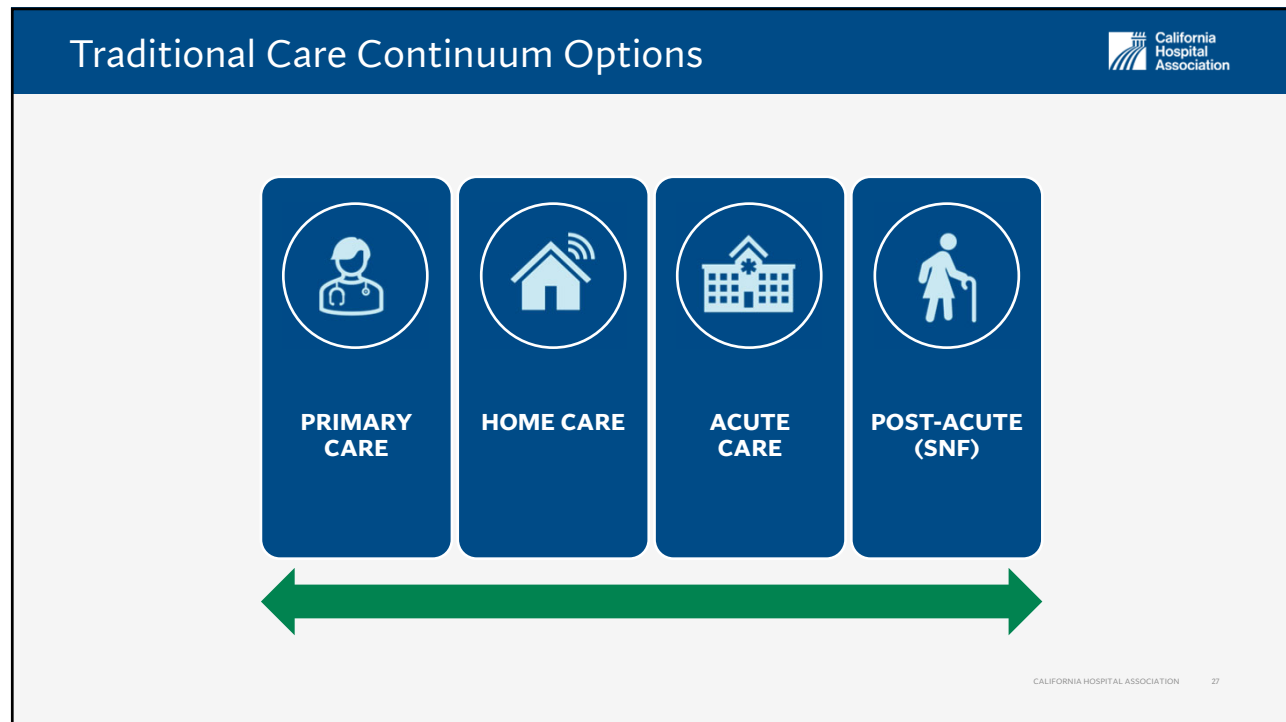 Traditional Care Continuum Options
California
Hospital
Association
PRIMARY
CARE
HOME CARE
ACUTE
CARE
POST-ACUTE
(SNF)
CALIFORNIA HOSPITAL ASSOCIATION 27